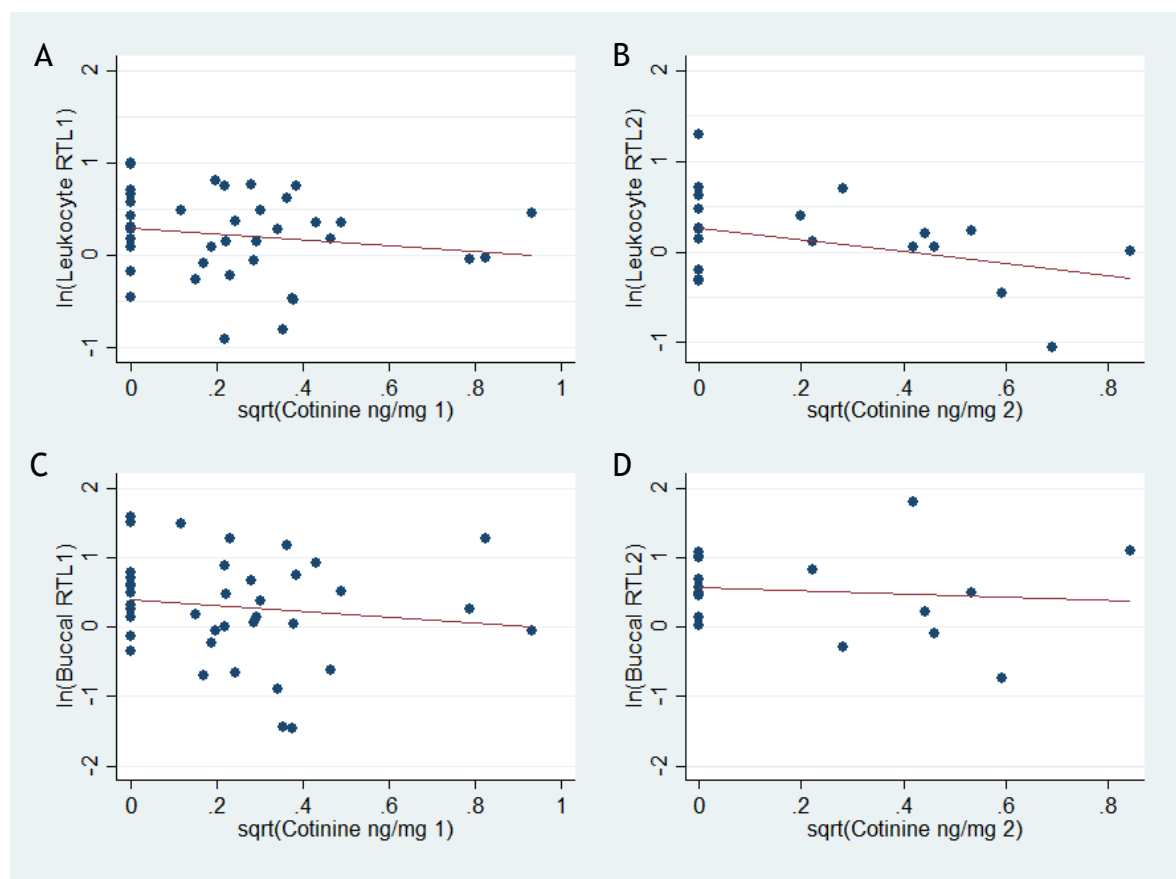 A
ln(Leukocyte RTL1)
2
1
0
-1
0 .2 .4 .6 .8 1
sqrt(Cotinine ng/mg 1)
B
ln(Leukocyte RTL2)
2
1
0
-1
0 .2 .4 .6 .8
sqrt(Cotinine ng/mg 2)
C
ln(Buccal RTL1)
2
1
0
-1
-2
0 .2 .4 .6 .8 1
sqrt(Cotinine ng/mg 1)
D
ln(Buccal RTL2)
2
1
0
-1
-2
0 .2 .4 .6 .8
sqrt(Cotinine ng/mg 2)